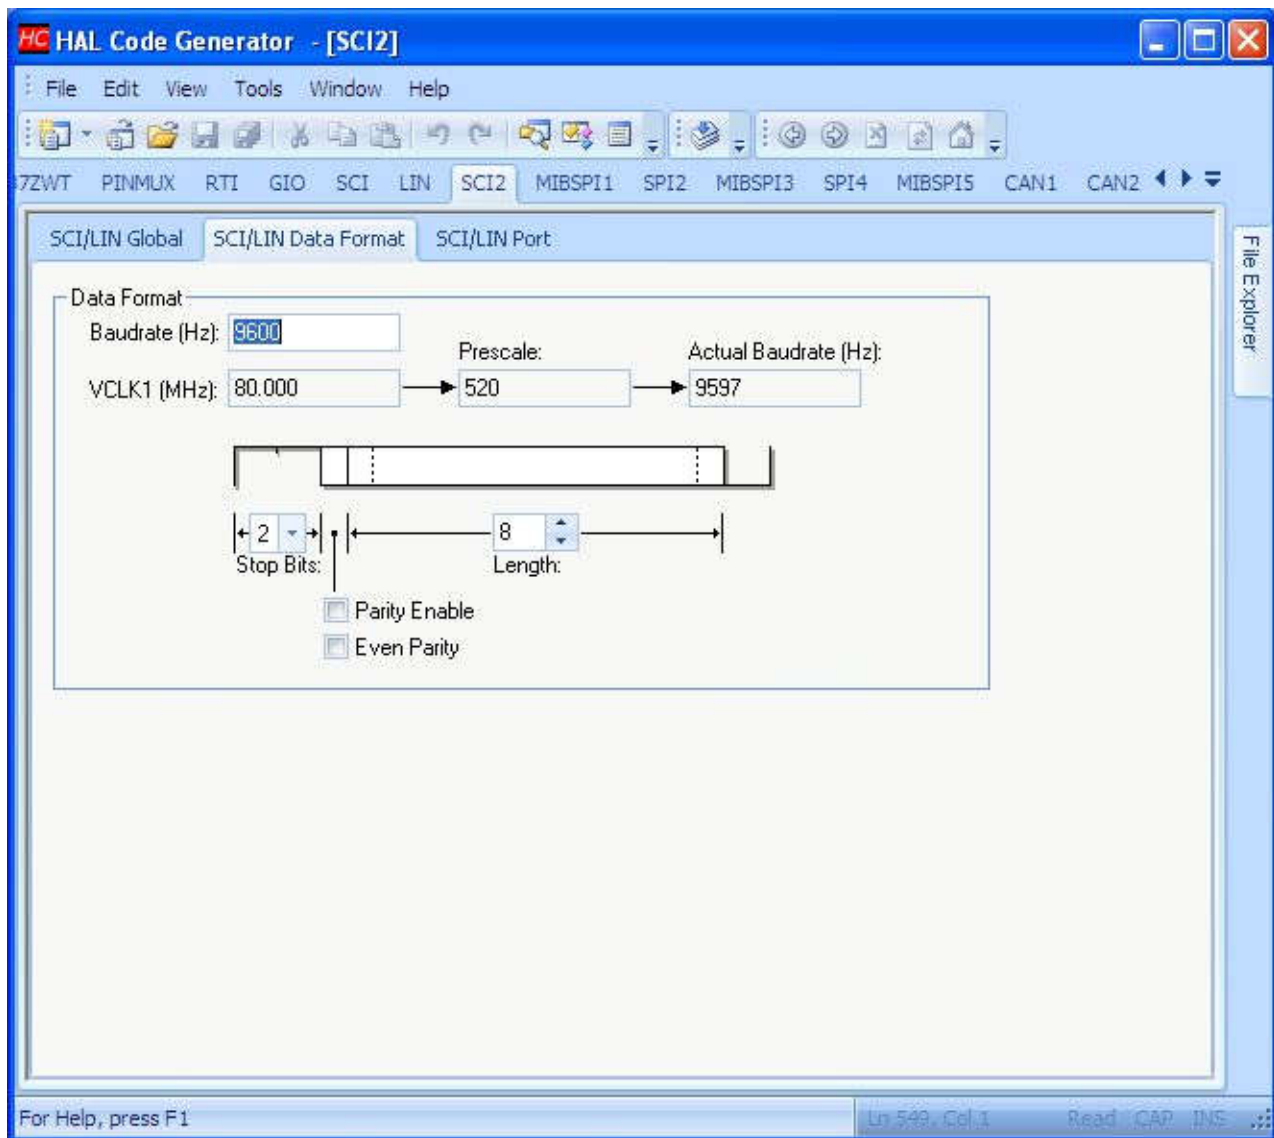 HC HAL Code Generator - [SCI2]
File Edit View Tools Window Help
37ZWT PINMUX RTI GIO SCI LIN SCI2 MIBSPI1 SPI2 MIBSPI3 SPI4 MIBSPI5 CAN1 CAN2
SCI/LIN Global SCI/LIN Data Format SCI/LIN Port
File Explorer
Data Format
Baudrate (Hz): 9600
Prescale: Actual Baudrate (Hz):
VCLK1 (MHz): 80.000 520 9597
2 8
Stop Bits: Length:
Parity Enable
Even Parity
For Help, press F1 Ln 549, Col 1 Read CAP INS